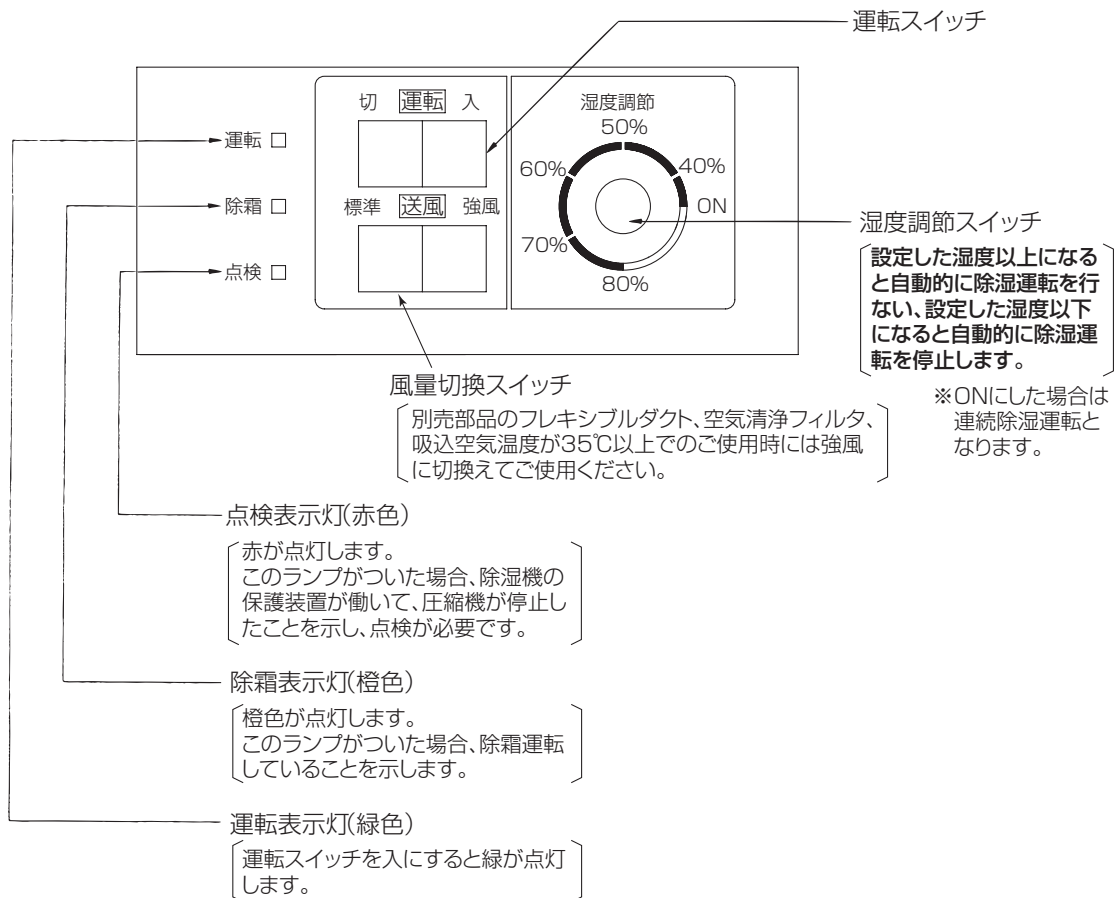 運転スイッチ
切 運転 入
標準 送風 強風
運転
除霜
点検
湿度調節
50%
60%
40%
ON
70%
80%
湿度調節スイッチ
設定した湿度以上になる
と自動的に除湿運転を行
ない、設定した湿度以下
になると自動的に除湿運
転を停止します。
※ONにした場合は
連続除湿運転と
なります。
風量切換スイッチ
別売部品のフレキシブルダクト、空気清浄フィルタ、
吸込空気温度が35℃以上でのご使用時には強風
に切換えてご使用ください。
点検表示灯(赤色)
赤が点灯します。
このランプがついた場合、除湿機の
保護装置が働いて、圧縮機が停止し
たことを示し、点検が必要です。
除霜表示灯(橙色)
橙色が点灯します。
このランプがついた場合、除霜運転
していることを示します。
運転表示灯(緑色)
運転スイッチを入にすると緑が点灯
します。